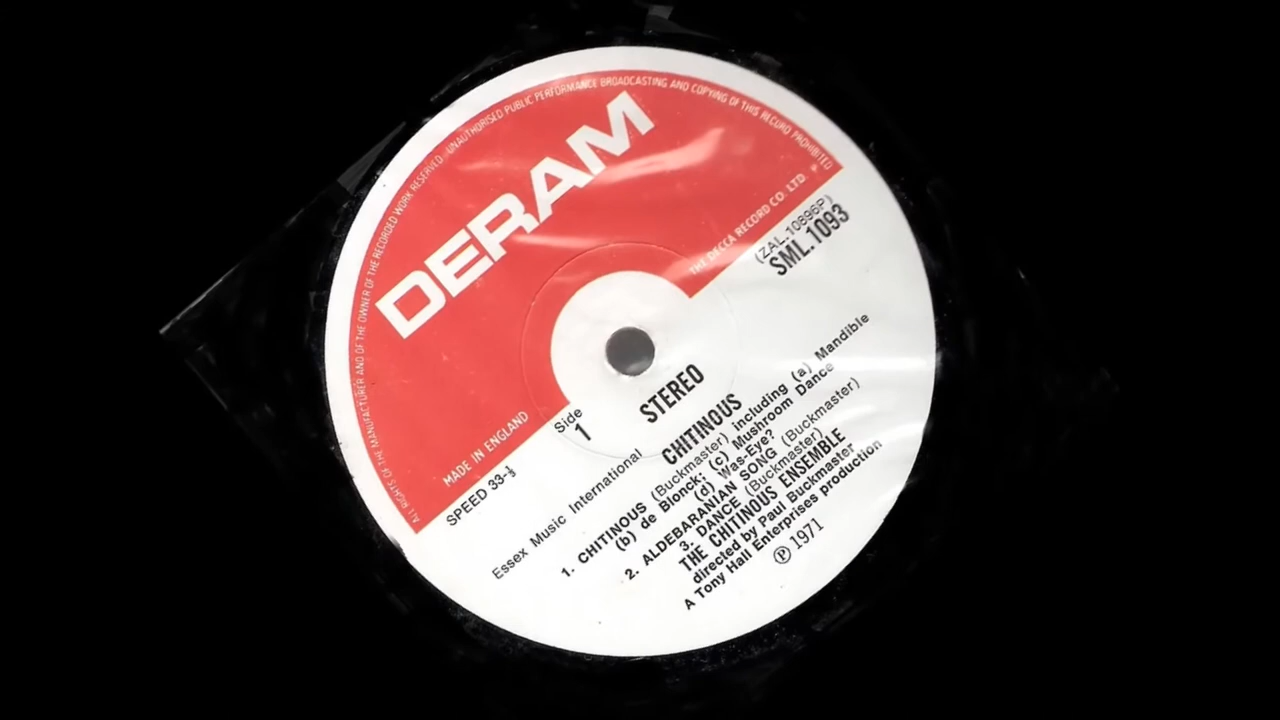 ALL RIGHTS OF THE MANUFACTURER AND OF THE OWNER OF THE RECORDED WORK RESERVED · UNAUTHORISED PUBLIC PERFORMANCE BROADCASTING AND COPYING OF THIS RECORD PROHIBITED
DERAM
THE DECCA RECORD CO. LTD.
MADE IN ENGLAND
(ZAL.10896P)
SML.1093
SPEED 33-⅓
Side
1
STEREO
Essex Music International
CHITINOUS
1. CHITINOUS (Buckmaster) including (a) Mandible
(b) de Blonck; (c) Mushroom Dance
(d) Was-Eye?
2. ALDEBARANIAN SONG (Buckmaster)
3. DANCE (Buckmaster)
THE CHITINOUS ENSEMBLE
directed by Paul Buckmaster
A Tony Hall Enterprises production
℗ 1971